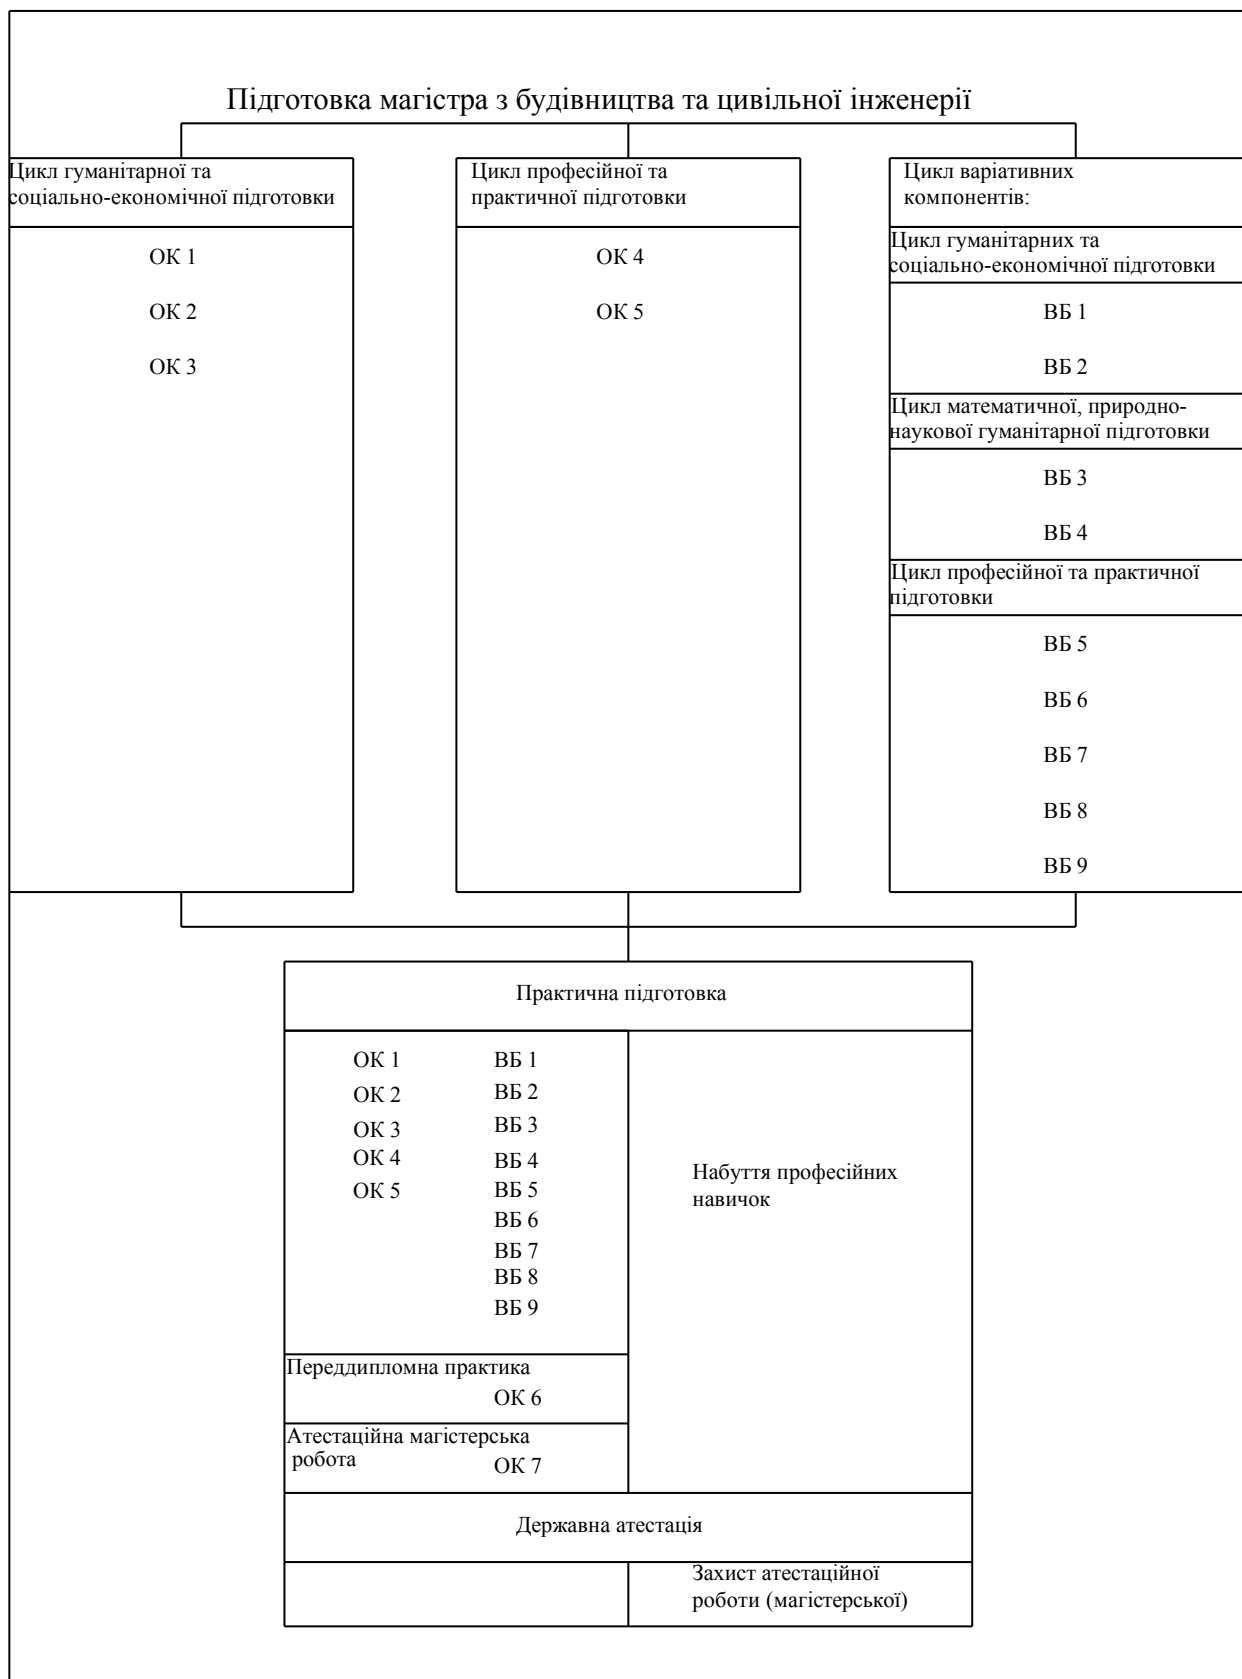 Підготовка магістра з будівництва та цивільної інженерії
Цикл гуманітарної та
соціально-економічної підготовки
ОК 1
ОК 2
ОК 3
Цикл професійної та
практичної підготовки
ОК 4
ОК 5
Цикл варіативних
компонентів:
Цикл гуманітарних та
соціально-економічної підготовки
ВБ 1
ВБ 2
Цикл математичної, природно-
наукової гуманітарної підготовки
ВБ 3
ВБ 4
Цикл професійної та практичної
підготовки
ВБ 5
ВБ 6
ВБ 7
ВБ 8
ВБ 9
Практична підготовка
ОК 1
ОК 2
ОК 3
ОК 4
ОК 5
ВБ 1
ВБ 2
ВБ 3
ВБ 4
ВБ 5
ВБ 6
ВБ 7
ВБ 8
ВБ 9
Набуття професійних
навичок
Переддипломна практика
ОК 6
Атестаційна магістерська
робота
ОК 7
Державна атестація
Захист атестаційної
роботи (магістерської)